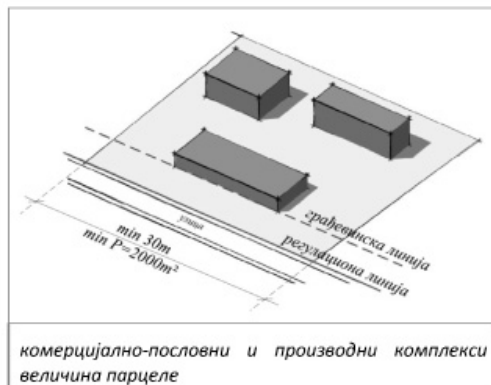 грађевинска линија
улица
регулациона линија
min 30m
min P=2000m²
комерцијално-пословни и производни комплекси
величина парцеле